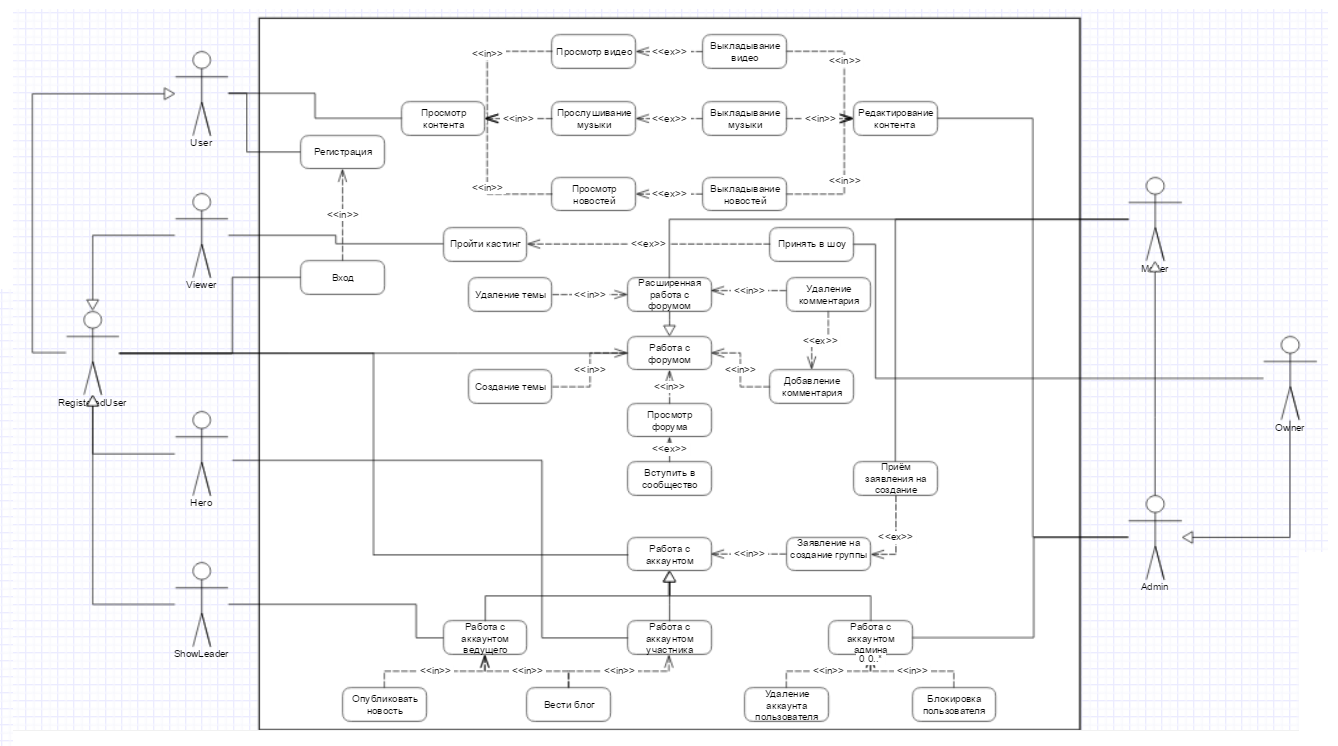 <<in>>
Просмотр видео
<<ex>>
Выкладывание
видео
<<in>>
Просмотр
контента
<<in>>
Прослушивание
музыки
<<ex>>
Выкладывание
музыки
<<in>>
Редактирование
контента
User
Регистрация
<<in>>
Просмотр
новостей
<<ex>>
Выкладывание
новостей
<<in>>
<<in>>
Пройти кастинг
<<ex>>
Принять в шоу
Viewer
Вход
Удаление темы
<<in>>
Расширенная
работа с
форумом
<<in>>
Удаление
комментария
<<ex>>
Работа с
форумом
<<in>>
<<in>>
Создание темы
<<in>>
Добавление
комментария
RegisteredUser
Просмотр
форума
<<ex>>
Вступить в
сообщество
Owner
Hero
Приём
заявления на
создание
<<ex>>
Работа с
аккаунтом
<<in>>
Заявление на
создание группы
Admin
ShowLeader
Работа с
аккаунтом
ведущего
Работа с
аккаунтом
участника
Работа с
аккаунтом
админа
0 0..*
<<in>>
<<in>>
<<in>>
<<in>>
<<in>>
Опубликовать
новость
Вести блог
Удаление
аккаунта
пользователя
Блокировка
пользователя